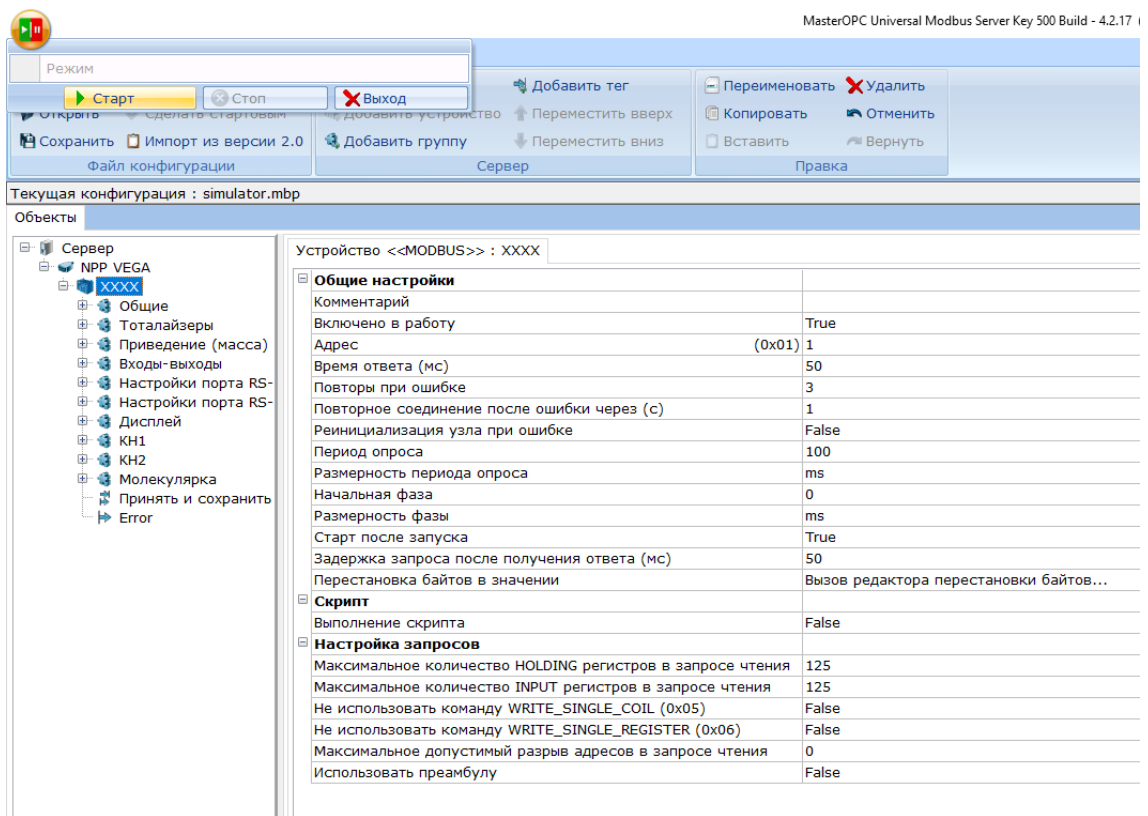 MasterOPC Universal Modbus Server Key 500 Build - 4.2.17 (
Режим
Старт Стоп Выход
Добавить тег Переименовать Удалить
Открыть Сделать стартовым Добавить устройство Переместить вверх Копировать Отменить
Сохранить Импорт из версии 2.0 Добавить группу Переместить вниз Вставить Вернуть
Файл конфигурации Сервер Правка
Текущая конфигурация : simulator.mbp
Объекты
Сервер
NPP VEGA
XXXX
Общие
Тоталайзеры
Приведение (масса)
Входы-выходы
Настройки порта RS-
Настройки порта RS-
Дисплей
КН1
КН2
Молекулярка
Принять и сохранить
Error
Устройство <<MODBUS>> : XXXX
Общие настройки
Комментарий
Включено в работу True
Адрес (0x01) 1
Время ответа (мс) 50
Повторы при ошибке 3
Повторное соединение после ошибки через (с) 1
Реинициализация узла при ошибке False
Период опроса 100
Размерность периода опроса ms
Начальная фаза 0
Размерность фазы ms
Старт после запуска True
Задержка запроса после получения ответа (мс) 50
Перестановка байтов в значении Вызов редактора перестановки байтов...
Скрипт
Выполнение скрипта False
Настройка запросов
Максимальное количество HOLDING регистров в запросе чтения 125
Максимальное количество INPUT регистров в запросе чтения 125
Не использовать команду WRITE_SINGLE_COIL (0x05) False
Не использовать команду WRITE_SINGLE_REGISTER (0x06) False
Максимальное допустимый разрыв адресов в запросе чтения 0
Использовать преамбулу False